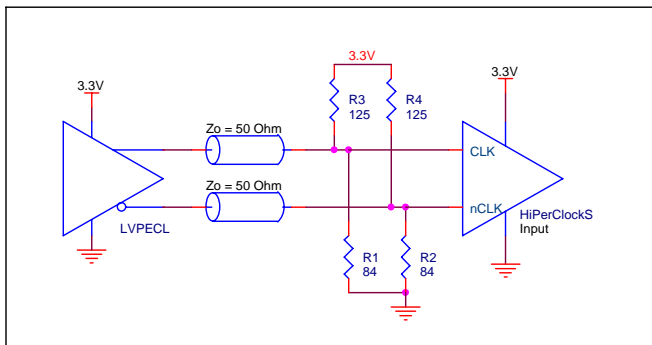 3.3V
3.3V
3.3V
R3
125
R4
125
Zo = 50 Ohm
CLK
Zo = 50 Ohm
nCLK
LVPECL
HiPerClockS
Input
R1
84
R2
84